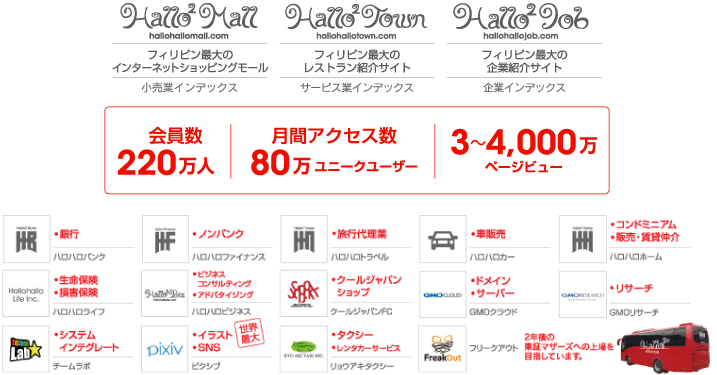 Hallo² Mall
hallohallomall.com
フィリピン最大の
インターネットショッピングモール
小売業インデックス
Hallo² Town
hallohallotown.com
フィリピン最大の
レストラン紹介サイト
サービス業インデックス
Hallo² Job
hallohallojob.com
フィリピン最大の
企業紹介サイト
企業インデックス
会員数
220万人
月間アクセス数
80万ユニークユーザー
3〜4,000万
ページビュー
•銀行
ハロハロバンク
•ノンバンク
ハロハロファイナンス
•旅行代理業
ハロハロトラベル
•車販売
ハロハロカー
•コンドミニアム
•販売・賃貸仲介
ハロハロホーム
Hallohallo
Life Inc.
•生命保険
•損害保険
ハロハロライフ
•ビジネス
コンサルティング
•アドバタイジング
ハロハロビジネス
•クールジャパン
ショップ
クールジャパンFC
GMOCLOUD
•ドメイン
•サーバー
GMOクラウド
GMORESEARCH
•リサーチ
GMOリサーチ
team
Lab
•システム
インテグレート
チームラボ
pixiv
•イラスト
•SNS
世界
最大
ピクシブ
RYO-AKI TAXI INC.
•タクシー
•レンタカーサービス
リョウアキタクシー
FreakOut
フリークアウト
2年後の
東証マザーズへの上場を
目指しています。